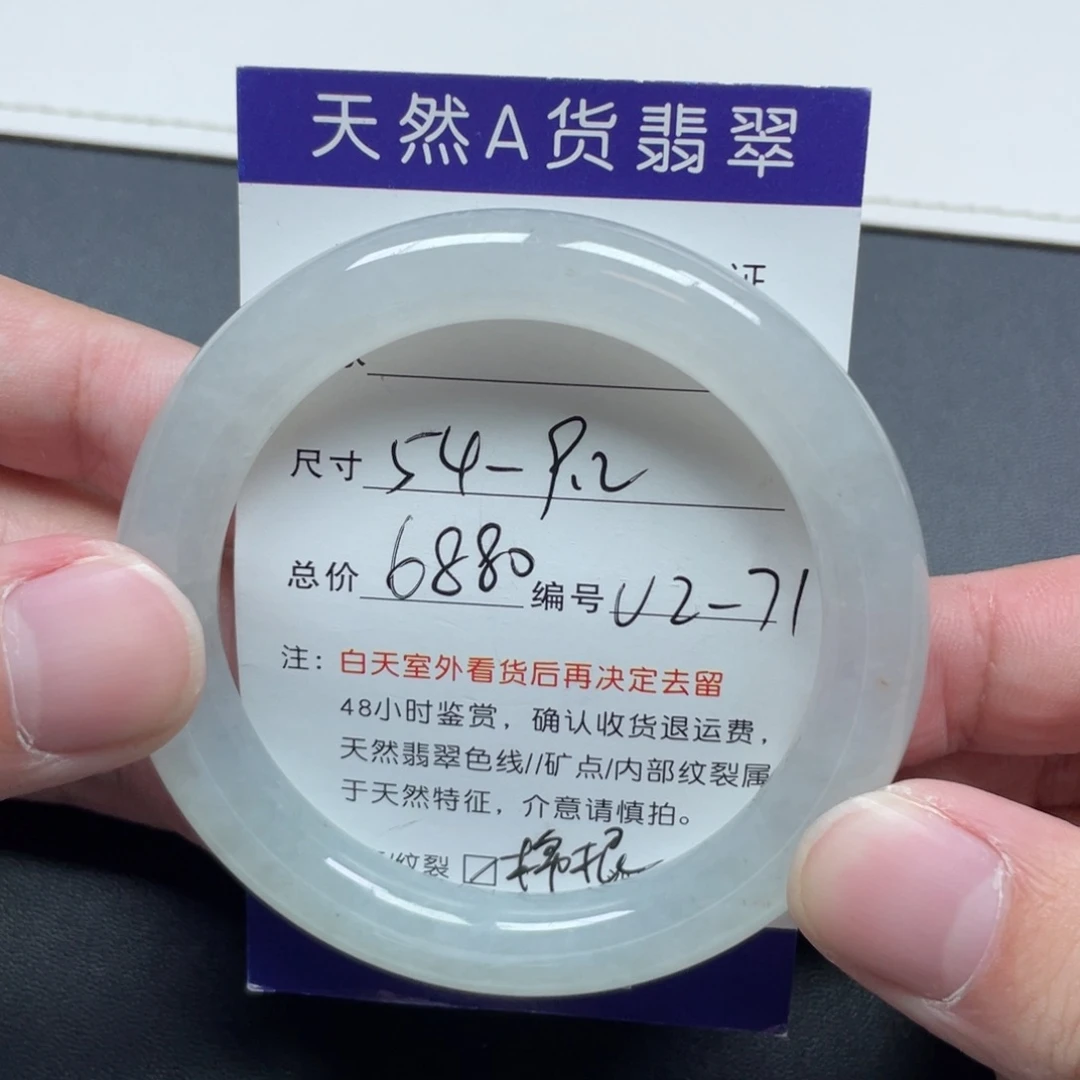 天然A货翡翠
证
尺寸 54-9.2
总价 6880 编号 U2-71
注：白天室外看货后再决定去留
48小时鉴赏，确认收货退运费，
天然翡翠色线//矿点/内部纹裂属
于天然特征，介意请慎拍。
/纹裂 ☑ 棉根